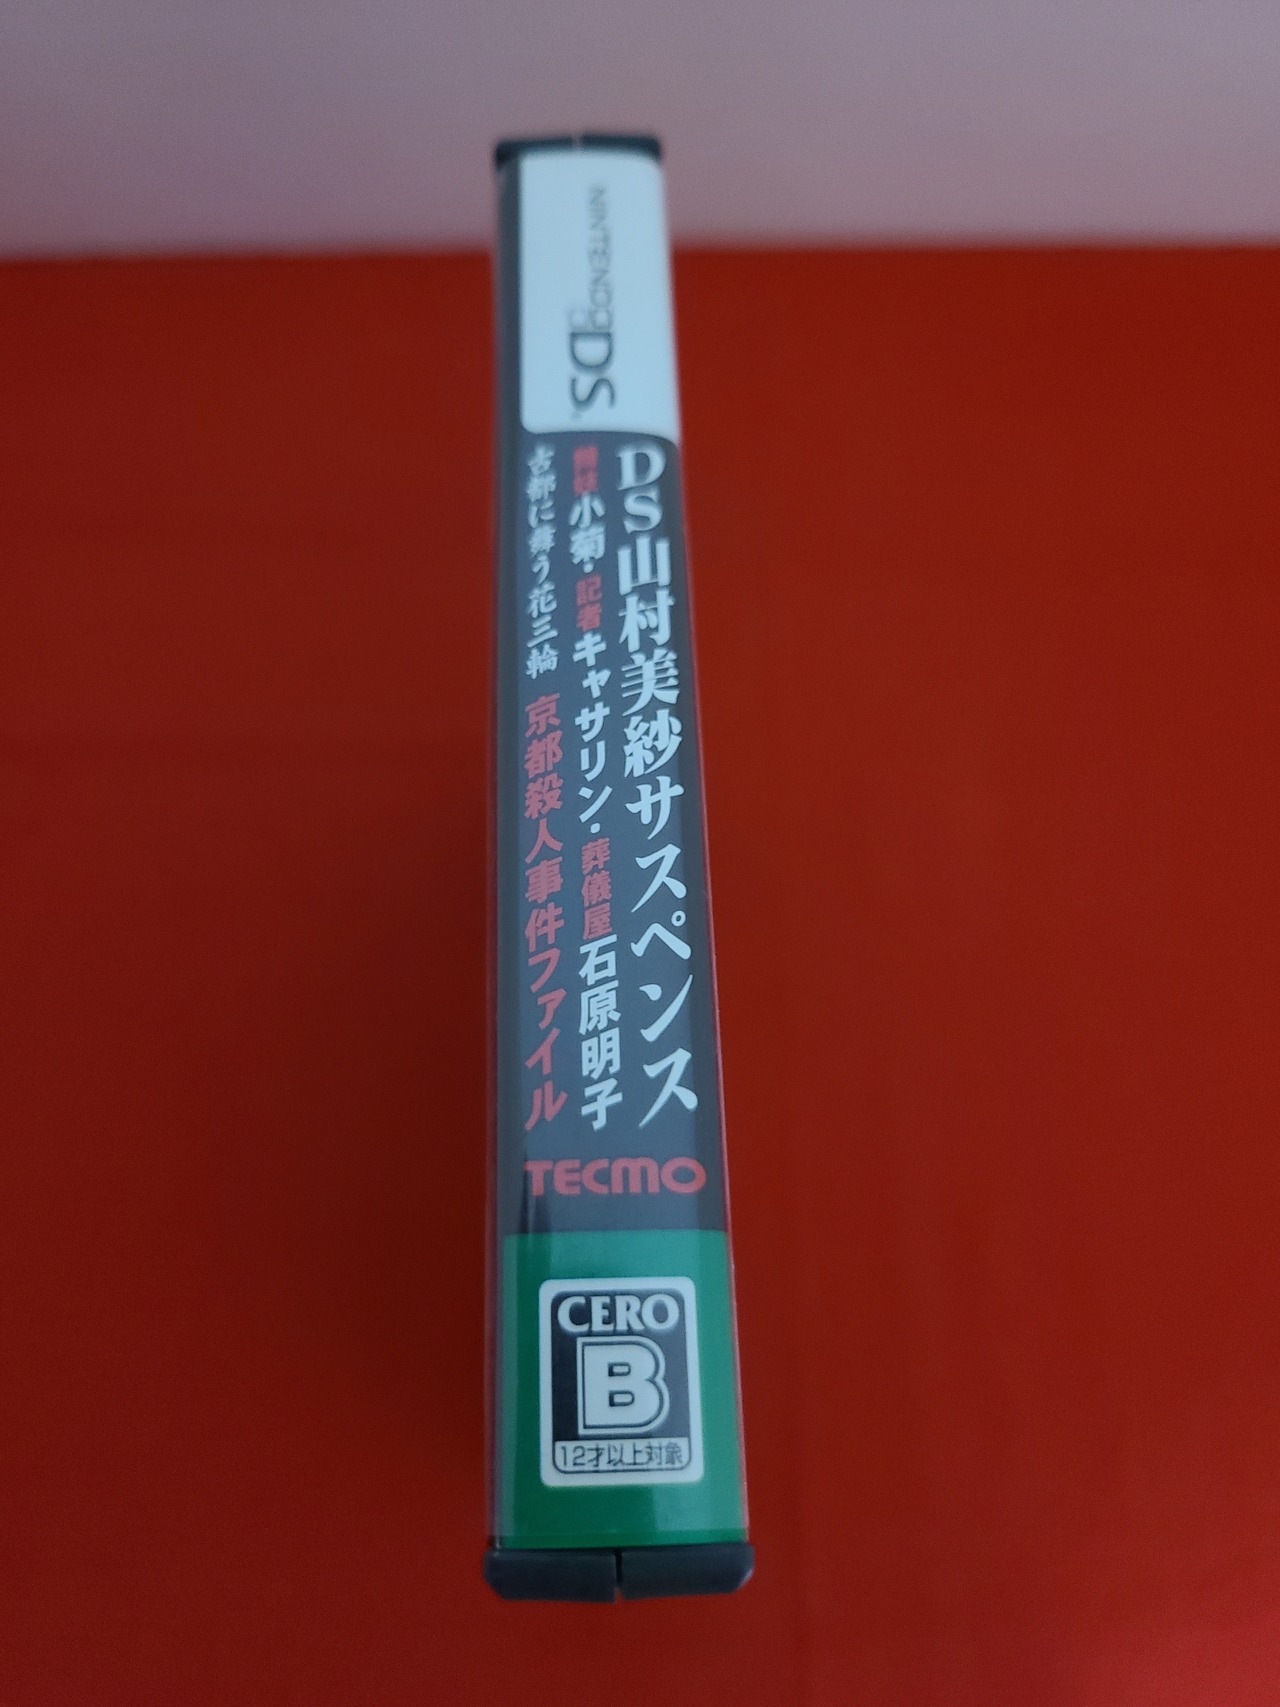 NINTENDO DS
DS山村美紗サスペンス
舞妓小菊・記者キャサリン・葬儀屋石原明子
古都に舞う花三輪 京都殺人事件ファイル
TECMO
CERO
B
12才以上対象